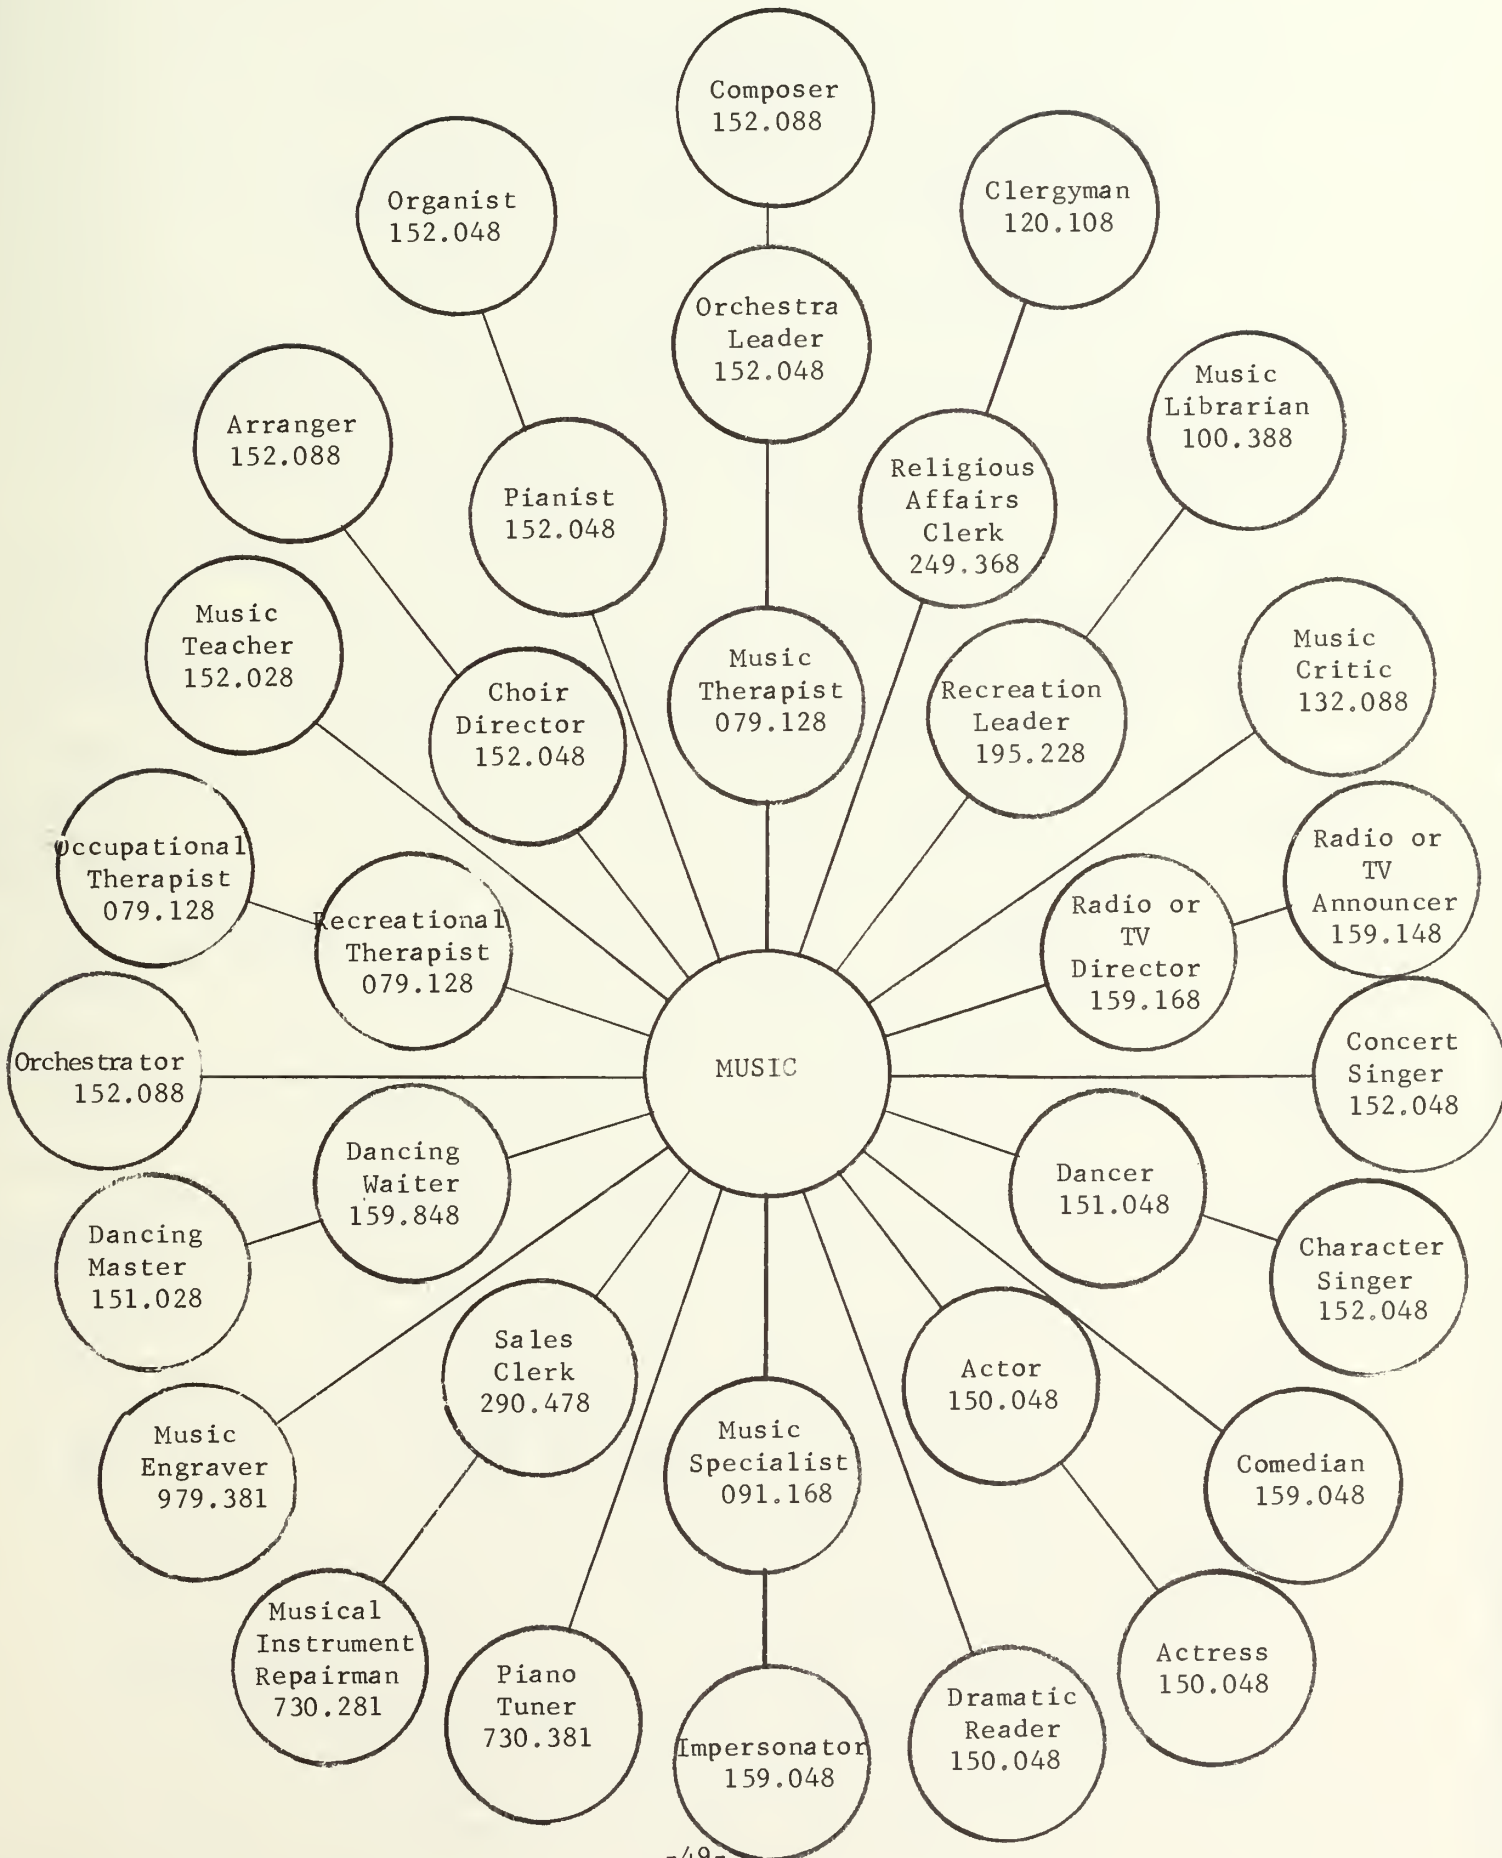 Composer
152.088
Organist
152.048
Clergyman
120.108
Orchestra
Leader
152.048
Music
Librarian
100.388
Arranger
152.088
Pianist
152.048
Religious
Affairs
Clerk
249.368
Music
Teacher
152.028
Choir
Director
152.048
Music
Therapist
079.128
Recreation
Leader
195.228
Music
Critic
132.088
Occupational
Therapist
079.128
Recreational
Therapist
079.128
Radio or
TV
Director
159.168
Radio or
TV
Announcer
159.148
Orchestrator
152.088
MUSIC
Concert
Singer
152.048
Dancing
Waiter
159.848
Dancer
151.048
Dancing
Master
151.028
Character
Singer
152.048
Sales
Clerk
290.478
Actor
150.048
Music
Engraver
979.381
Music
Specialist
091.168
Comedian
159.048
Musical
Instrument
Repairman
730.281
Piano
Tuner
730.381
Impersonator
159.048
Dramatic
Reader
150.048
Actress
150.048
-49-